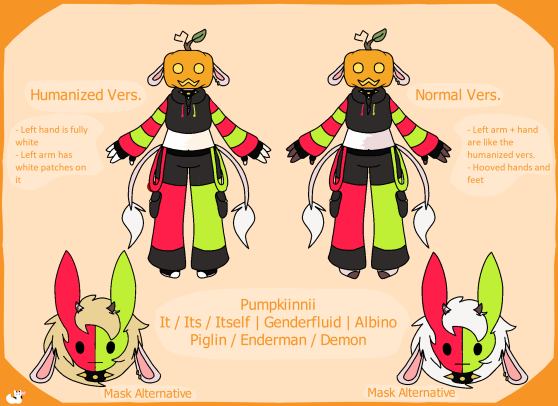 Humanized Vers.
Normal Vers.
- Left hand is fully
white
- Left arm has
white patches on
it
- Left arm + hand
are like the
humanized vers.
- Hooved hands and
feet
Pumpkiinnii
It / Its / Itself | Genderfluid | Albino
Piglin / Enderman / Demon
Mask Alternative
Mask Alternative